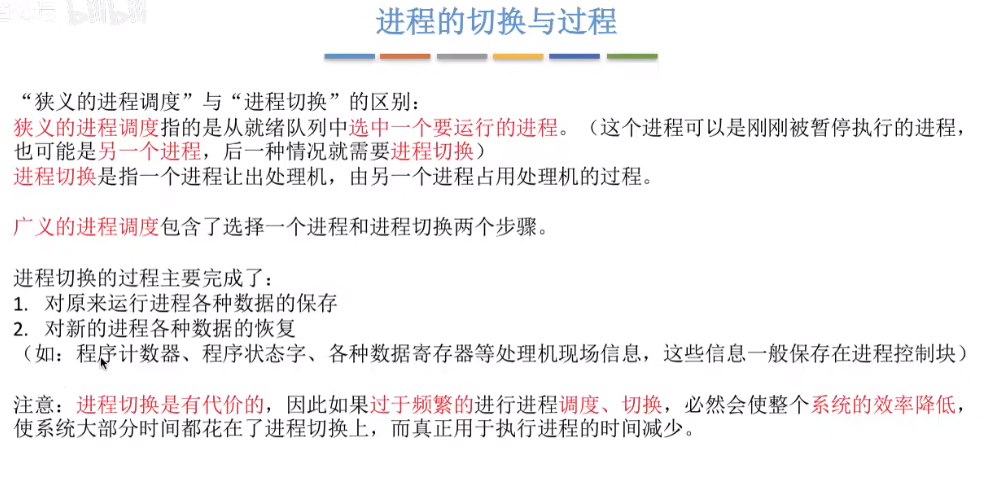 进程的切换与过程
“狭义的进程调度”与“进程切换”的区别：
狭义的进程调度指的是从就绪队列中选中一个要运行的进程。（这个进程可以是刚刚被暂停执行的进程，
也可能是另一个进程，后一种情况就需要进程切换）
进程切换是指一个进程让出处理机，由另一个进程占用处理机的过程。
广义的进程调度包含了选择一个进程和进程切换两个步骤。
进程切换的过程主要完成了：
1. 对原来运行进程各种数据的保存
2. 对新的进程各种数据的恢复
（如：程序计数器、程序状态字、各种数据寄存器等处理机现场信息，这些信息一般保存在进程控制块）
注意：进程切换是有代价的，因此如果过于频繁的进行进程调度、切换，必然会使整个系统的效率降低，
使系统大部分时间都花在了进程切换上，而真正用于执行进程的时间减少。